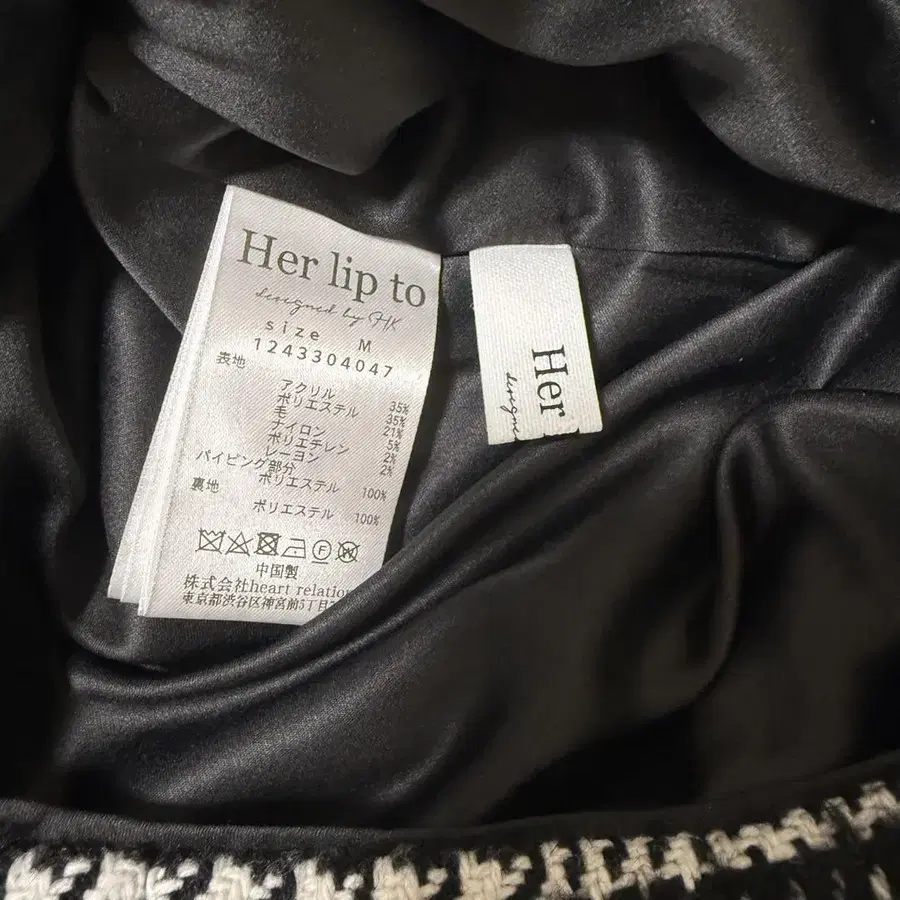 Her lip to
designed by HK
size M
1243304047
表地
アクリル 35%
ポリエステル 35%
毛 21%
ナイロン 5%
ポリエチレン 2%
レーヨン 2%
パイピング部分
ポリエステル 100%
裏地
ポリエステル 100%
中国製
株式会社heart
東京都渋谷区神宮前5丁目
Her